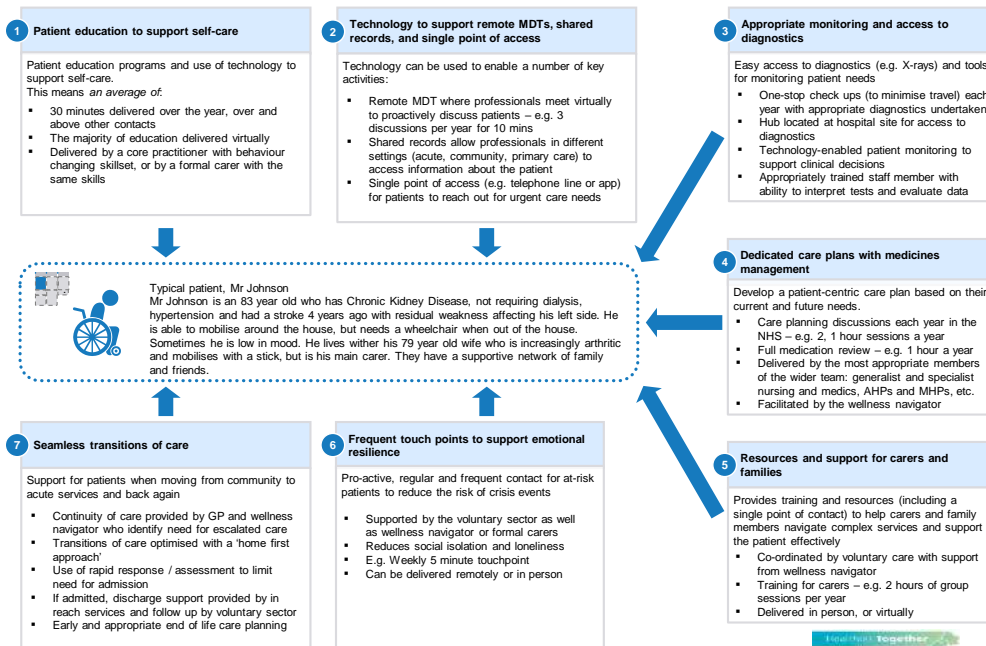 1 Patient education to support self-care
Patient education programs and use of technology to
support self-care.
This means an average of:
▪ 30 minutes delivered over the year, over and
above other contacts
▪ The majority of education delivered virtually
▪ Delivered by a core practitioner with behaviour
changing skillset, or by a formal carer with the
same skills
2 Technology to support remote MDTs, shared
records, and single point of access
Technology can be used to enable a number of key
activities:
▪ Remote MDT where professionals meet virtually
to proactively discuss patients – e.g. 3
discussions per year for 10 mins
▪ Shared records allow professionals in different
settings (acute, community, primary care) to
access information about the patient
▪ Single point of access (e.g. telephone line or app)
for patients to reach out for urgent care needs
3 Appropriate monitoring and access to
diagnostics
Easy access to diagnostics (e.g. X-rays) and tools
for monitoring patient needs
▪ One-stop check ups (to minimise travel) each
year with appropriate diagnostics undertaken
▪ Hub located at hospital site for access to
diagnostics
▪ Technology-enabled patient monitoring to
support clinical decisions
▪ Appropriately trained staff member with
ability to interpret tests and evaluate data
Typical patient, Mr Johnson
Mr Johnson is an 83 year old who has Chronic Kidney Disease, not requiring dialysis,
hypertension and had a stroke 4 years ago with residual weakness affecting his left side. He
is able to mobilise around the house, but needs a wheelchair when out of the house.
Sometimes he is low in mood. He lives wither his 79 year old wife who is increasingly arthritic
and mobilises with a stick, but is his main carer. They have a supportive network of family
and friends.
4 Dedicated care plans with medicines
management
Develop a patient-centric care plan based on their
current and future needs.
▪ Care planning discussions each year in the
NHS – e.g. 2, 1 hour sessions a year
▪ Full medication review – e.g. 1 hour a year
▪ Delivered by the most appropriate members
of the wider team: generalist and specialist
nursing and medics, AHPs and MHPs, etc.
▪ Facilitated by the wellness navigator
7 Seamless transitions of care
Support for patients when moving from community to
acute services and back again
▪ Continuity of care provided by GP and wellness
navigator who identify need for escalated care
▪ Transitions of care optimised with a ‘home first
approach’
▪ Use of rapid response / assessment to limit
need for admission
▪ If admitted, discharge support provided by in
reach services and follow up by voluntary sector
▪ Early and appropriate end of life care planning
6 Frequent touch points to support emotional
resilience
Pro-active, regular and frequent contact for at-risk
patients to reduce the risk of crisis events
▪ Supported by the voluntary sector as well
as wellness navigator or formal carers
▪ Reduces social isolation and loneliness
▪ E.g. Weekly 5 minute touchpoint
▪ Can be delivered remotely or in person
5 Resources and support for carers and
families
Provides training and resources (including a
single point of contact) to help carers and family
members navigate complex services and support
the patient effectively
▪ Co-ordinated by voluntary care with support
from wellness navigator
▪ Training for carers – e.g. 2 hours of group
sessions per year
▪ Delivered in person, or virtually
Together